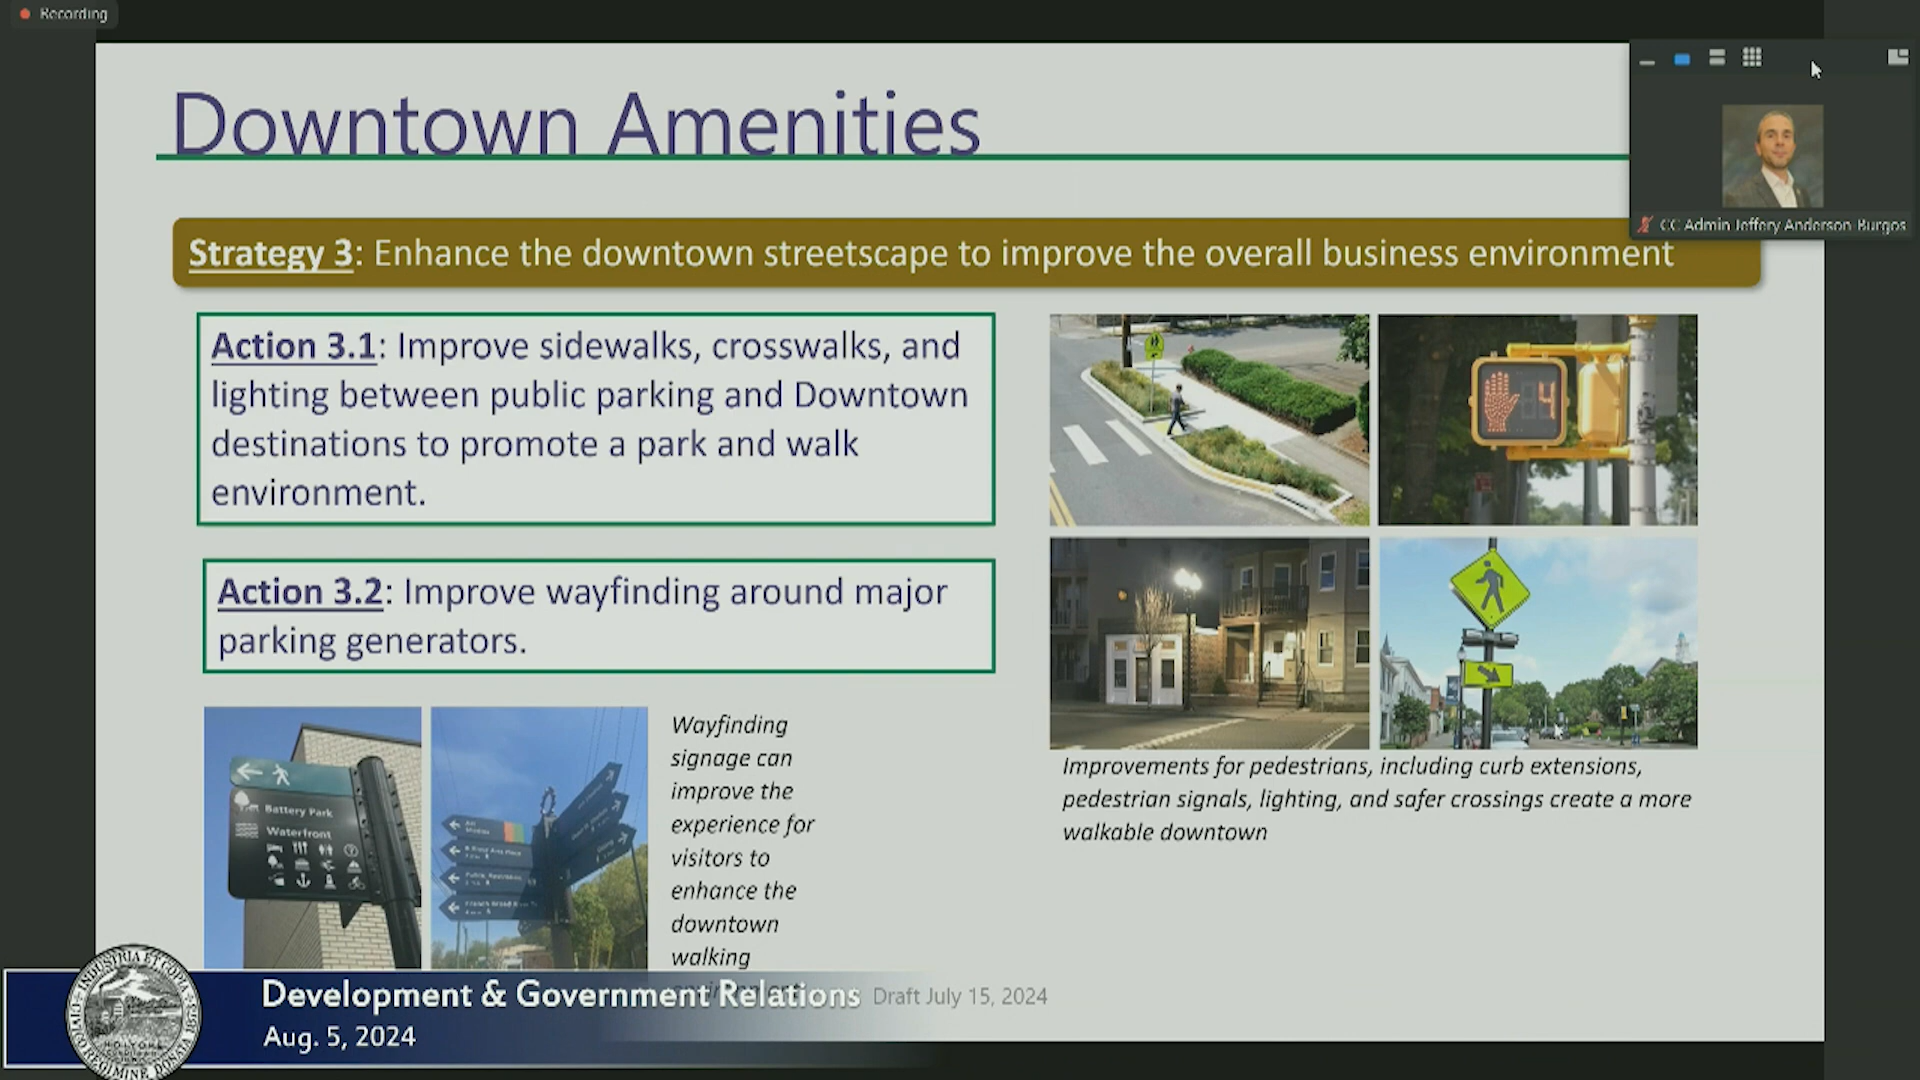 Recording
Downtown Amenities
CC Admin Jeffery Anderson-Burgos
Strategy 3: Enhance the downtown streetscape to improve the overall business environment
Action 3.1: Improve sidewalks, crosswalks, and
lighting between public parking and Downtown
destinations to promote a park and walk
environment.
4
Action 3.2: Improve wayfinding around major
parking generators.
Battery Park
Waterfront
Wayfinding
signage can
improve the
experience for
visitors to
enhance the
downtown
walking
Improvements for pedestrians, including curb extensions,
pedestrian signals, lighting, and safer crossings create a more
walkable downtown
Development & Government Relations
Draft July 15, 2024
Aug. 5, 2024